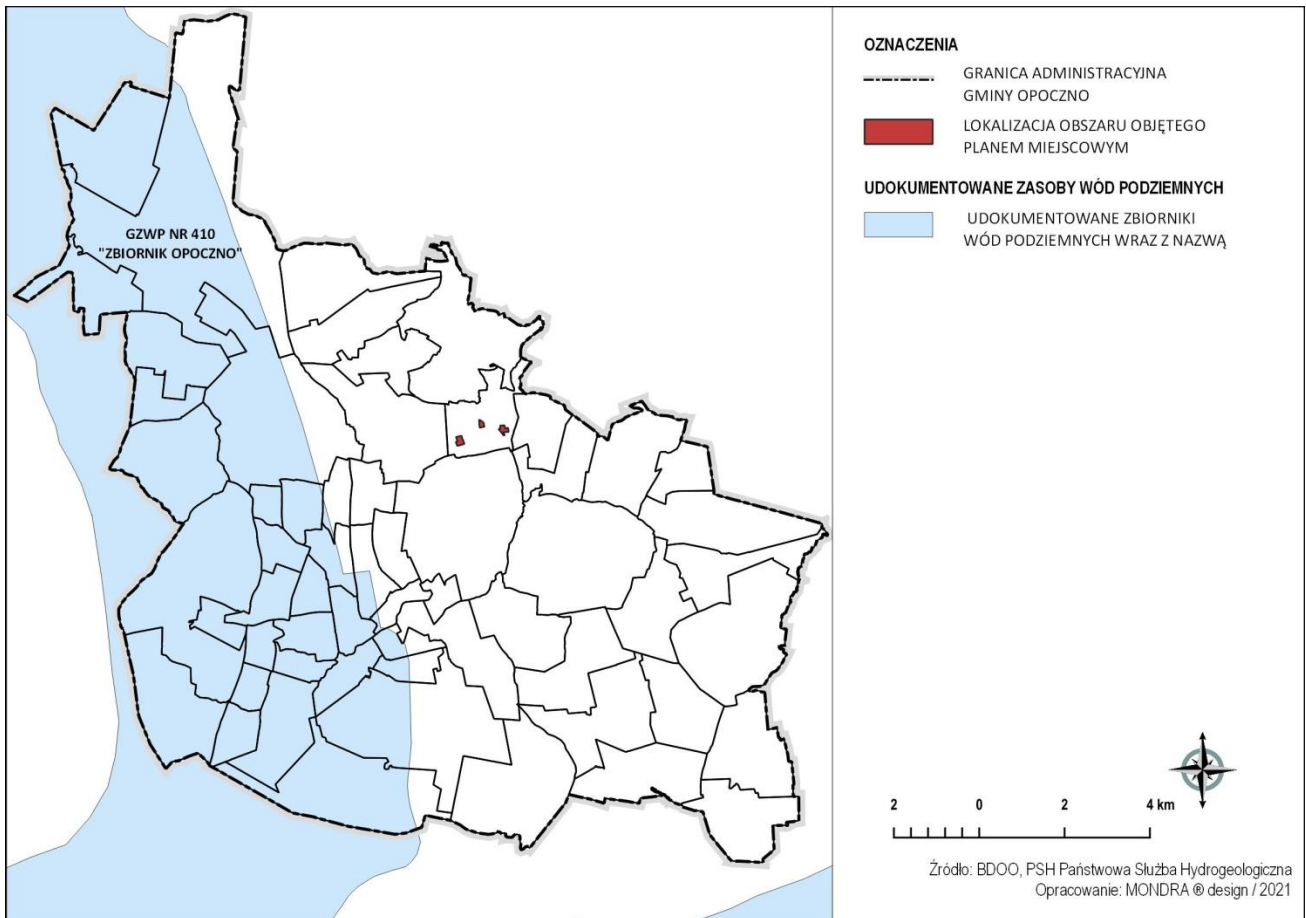 GZWP NR 410
"ZBIORNIK OPOCZNO"
OZNACZENIA
GRANICA ADMINISTRACYJNA
GMINY OPOCZNO
LOKALIZACJA OBSZARU OBJĘTEGO
PLANEM MIEJSCOWYM
UDOKUMENTOWANE ZASOBY WÓD PODZIEMNYCH
UDOKUMENTOWANE ZBIORNIKI
WÓD PODZIEMNYCH WRAZ Z NAZWĄ
2 0 2 4 km
Źródło: BDOO, PSH Państwowa Służba Hydrogeologiczna
Opracowanie: MONDRA ® design / 2021